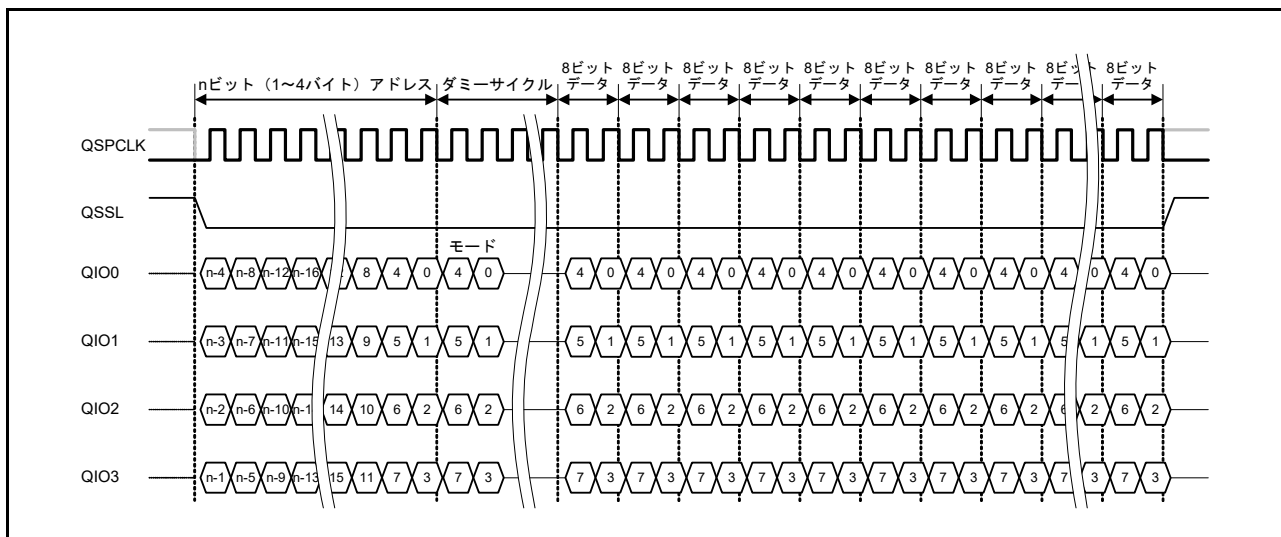 8ビット 8ビット 8ビット 8ビット 8ビット 8ビット 8ビット 8ビット 8ビット 8ビット
nビット（1～4バイト）アドレス ダミーサイクル データ データ データ データ データ データ データ データ データ データ
QSPCLK
QSSL
モード
QIO0 n-4 n-8 n-12 n-16 2 8 4 0 4 0 4 0 4 0 4 0 4 0 4 0 4 0 4 0 4 0 4 0 4 0
QIO1 n-3 n-7 n-11 n-15 13 9 5 1 5 1 5 1 5 1 5 1 5 1 5 1 5 1 5 1 5 1 5 1 5 1
QIO2 n-2 n-6 n-10 n-1 14 10 6 2 6 2 6 2 6 2 6 2 6 2 6 2 6 2 6 2 6 2 6 2 6 2
QIO3 n-1 n-5 n-9 n-13 15 11 7 3 7 3 7 3 7 3 7 3 7 3 7 3 7 3 7 3 7 3 7 3 7 3